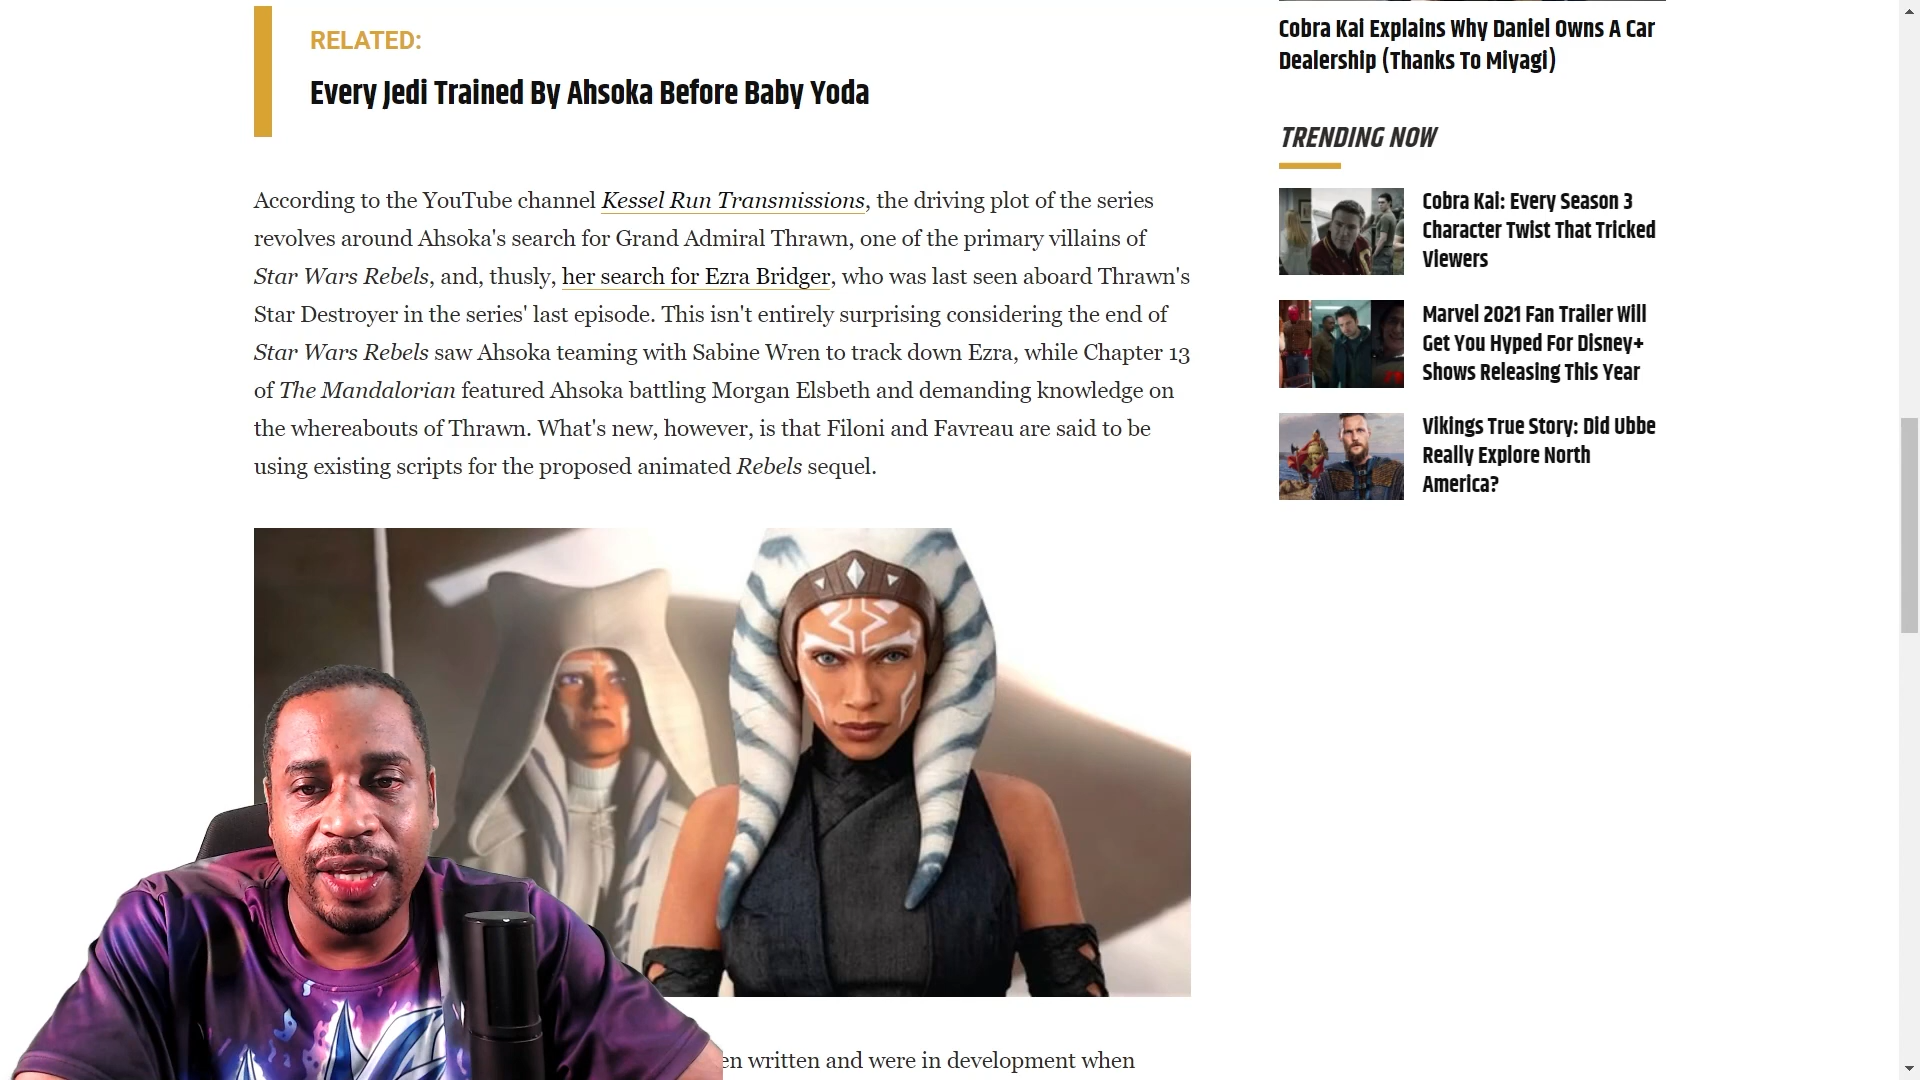 RELATED:
Every Jedi Trained By Ahsoka Before Baby Yoda
According to the YouTube channel Kessel Run Transmissions, the driving plot of the series
revolves around Ahsoka's search for Grand Admiral Thrawn, one of the primary villains of
Star Wars Rebels, and, thusly, her search for Ezra Bridger, who was last seen aboard Thrawn's
Star Destroyer in the series' last episode. This isn't entirely surprising considering the end of
Star Wars Rebels saw Ahsoka teaming with Sabine Wren to track down Ezra, while Chapter 13
of The Mandalorian featured Ahsoka battling Morgan Elsbeth and demanding knowledge on
the whereabouts of Thrawn. What's new, however, is that Filoni and Favreau are said to be
using existing scripts for the proposed animated Rebels sequel.
en written and were in development when
Cobra Kai Explains Why Daniel Owns A Car
Dealership (Thanks To Miyagi)
TRENDING NOW
Cobra Kai: Every Season 3
Character Twist That Tricked
Viewers
Marvel 2021 Fan Trailer Will
Get You Hyped For Disney+
Shows Releasing This Year
Vikings True Story: Did Ubbe
Really Explore North
America?